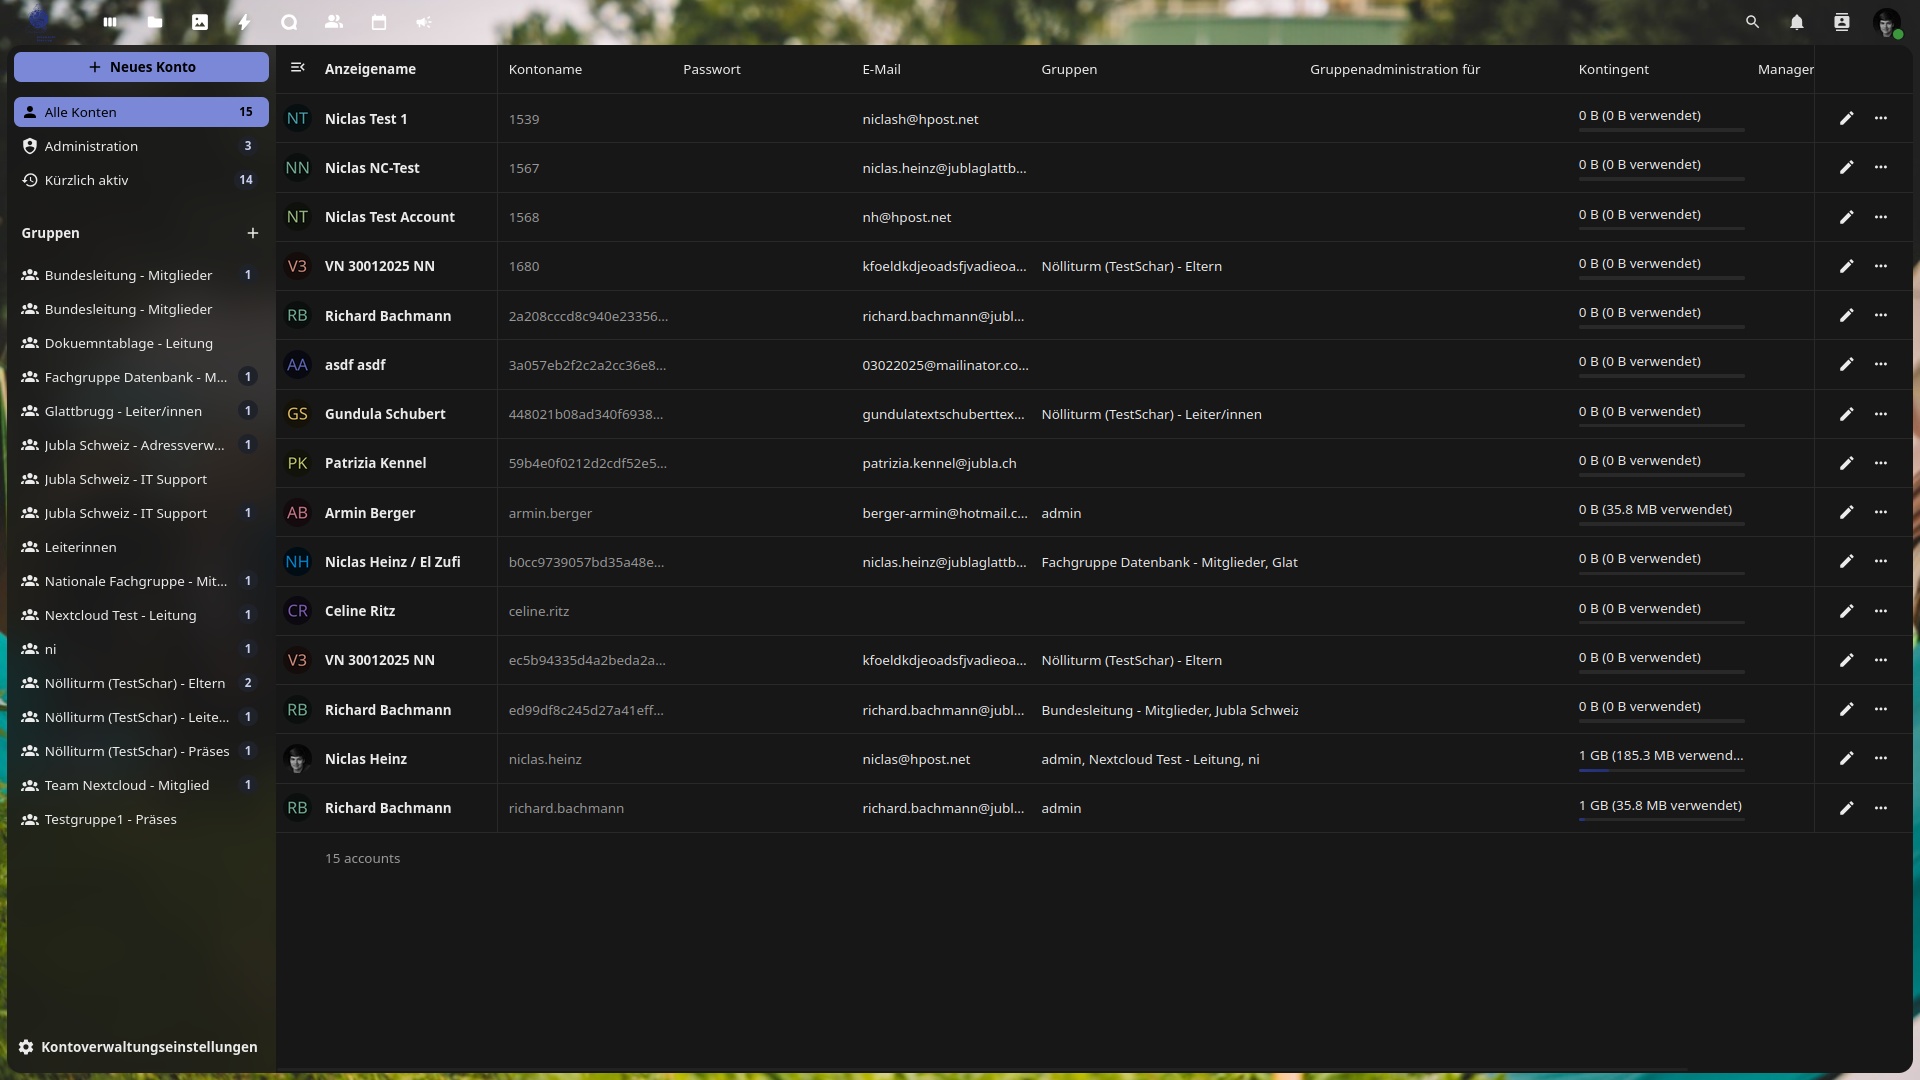 Neues Konto
Alle Konten 15
Administration 3
Kürzlich aktiv 14
Gruppen
Bundesleitung - Mitglieder 1
Bundesleitung - Mitglieder
Dokuemntablage - Leitung
Fachgruppe Datenbank - M... 1
Glattbrugg - Leiter/innen 1
Jubla Schweiz - Adressverw... 1
Jubla Schweiz - IT Support
Jubla Schweiz - IT Support 1
Leiterinnen
Nationale Fachgruppe - Mit... 1
Nextcloud Test - Leitung 1
ni 1
Nölliturm (TestSchar) - Eltern 2
Nölliturm (TestSchar) - Leite... 1
Nölliturm (TestSchar) - Präses 1
Team Nextcloud - Mitglied 1
Testgruppe1 - Präses
Kontoverwaltungseinstellungen
Anzeigename Kontoname Passwort E-Mail Gruppen Gruppenadministration für Kontingent Manager
NT Niclas Test 1 1539 niclash@hpost.net 0 B (0 B verwendet)
NN Niclas NC-Test 1567 niclas.heinz@jublaglattb... 0 B (0 B verwendet)
NT Niclas Test Account 1568 nh@hpost.net 0 B (0 B verwendet)
V3 VN 30012025 NN 1680 kfoeldkdjeoadsfjvadieoa... Nölliturm (TestSchar) - Eltern 0 B (0 B verwendet)
RB Richard Bachmann 2a208cccd8c940e23356... richard.bachmann@jubl... 0 B (0 B verwendet)
AA asdf asdf 3a057eb2f2c2a2cc36e8... 03022025@mailinator.co... 0 B (0 B verwendet)
GS Gundula Schubert 448021b08ad340f6938... gundulatextschuberttex... Nölliturm (TestSchar) - Leiter/innen 0 B (0 B verwendet)
PK Patrizia Kennel 59b4e0f0212d2cdf52e5... patrizia.kennel@jubla.ch 0 B (0 B verwendet)
AB Armin Berger armin.berger berger-armin@hotmail.c... admin 0 B (35.8 MB verwendet)
NH Niclas Heinz / El Zufi b0cc9739057bd35a48e... niclas.heinz@jublaglattb... Fachgruppe Datenbank - Mitglieder, Glat 0 B (0 B verwendet)
CR Celine Ritz celine.ritz 0 B (0 B verwendet)
V3 VN 30012025 NN ec5b94335d4a2beda2a... kfoeldkdjeoadsfjvadieoa... Nölliturm (TestSchar) - Eltern 0 B (0 B verwendet)
RB Richard Bachmann ed99df8c245d27a41eff... richard.bachmann@jubl... Bundesleitung - Mitglieder, Jubla Schweiz 0 B (0 B verwendet)
Niclas Heinz niclas.heinz niclas@hpost.net admin, Nextcloud Test - Leitung, ni 1 GB (185.3 MB verwend...
RB Richard Bachmann richard.bachmann richard.bachmann@jubl... admin 1 GB (35.8 MB verwendet)
15 accounts